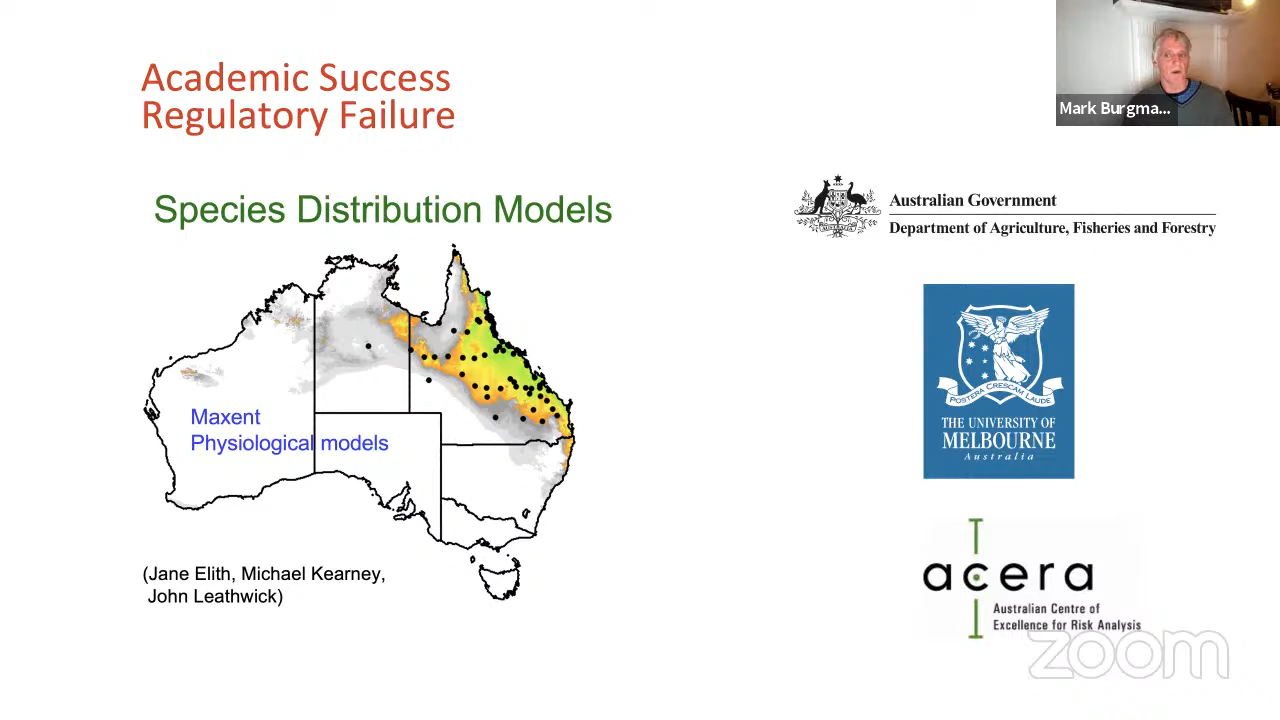 Academic Success
Regulatory Failure
Mark Burgma...
Species Distribution Models
Australian Government
Department of Agriculture, Fisheries and Forestry
Maxent
Physiological models
POSTERA CRESCAM LAUDE
THE UNIVERSITY OF
MELBOURNE
Australia
(Jane Elith, Michael Kearney,
John Leathwick)
acera
Australian Centre of
Excellence for Risk Analysis
zoom